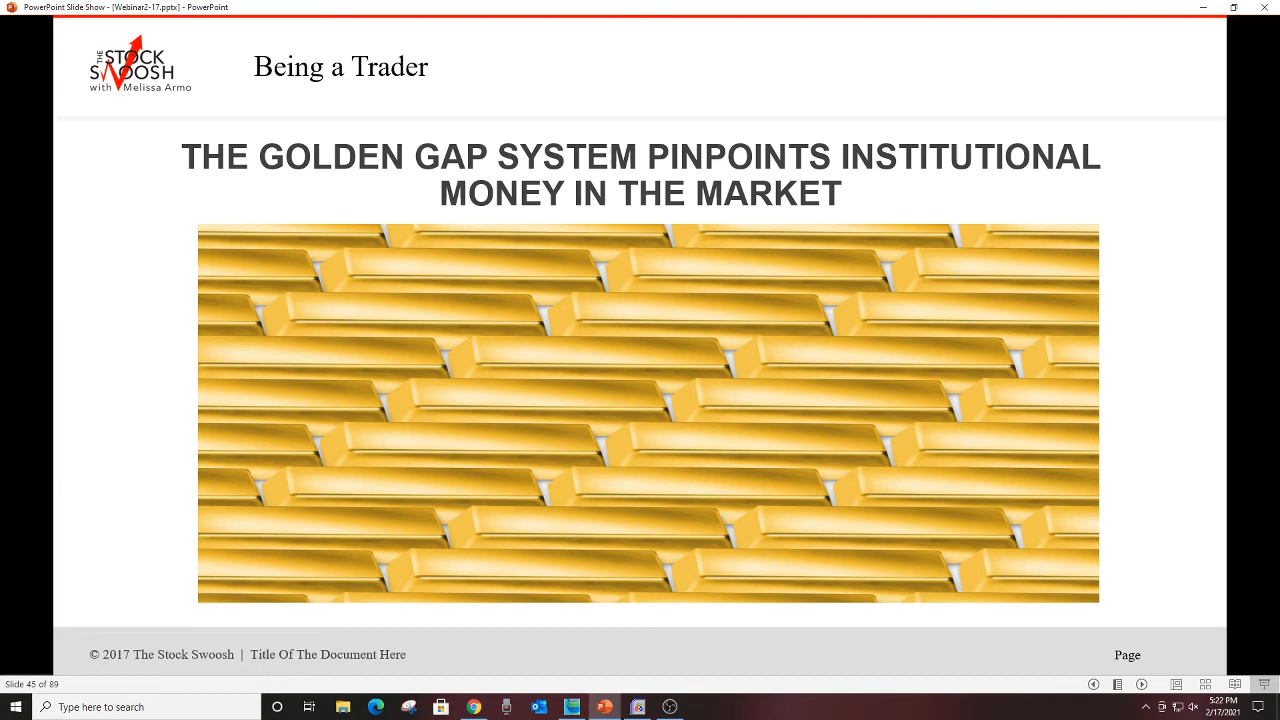 PowerPoint Slide Show - [Webinar2-17.pptx] - PowerPoint
THE STOCK
SWOOSH
with Melissa Armo
Being a Trader
THE GOLDEN GAP SYSTEM PINPOINTS INSTITUTIONAL
MONEY IN THE MARKET
© 2017 The Stock Swoosh | Title Of The Document Here
Page
Slide 45 of 89
Type here to search
5:22 PM
2/17/2021